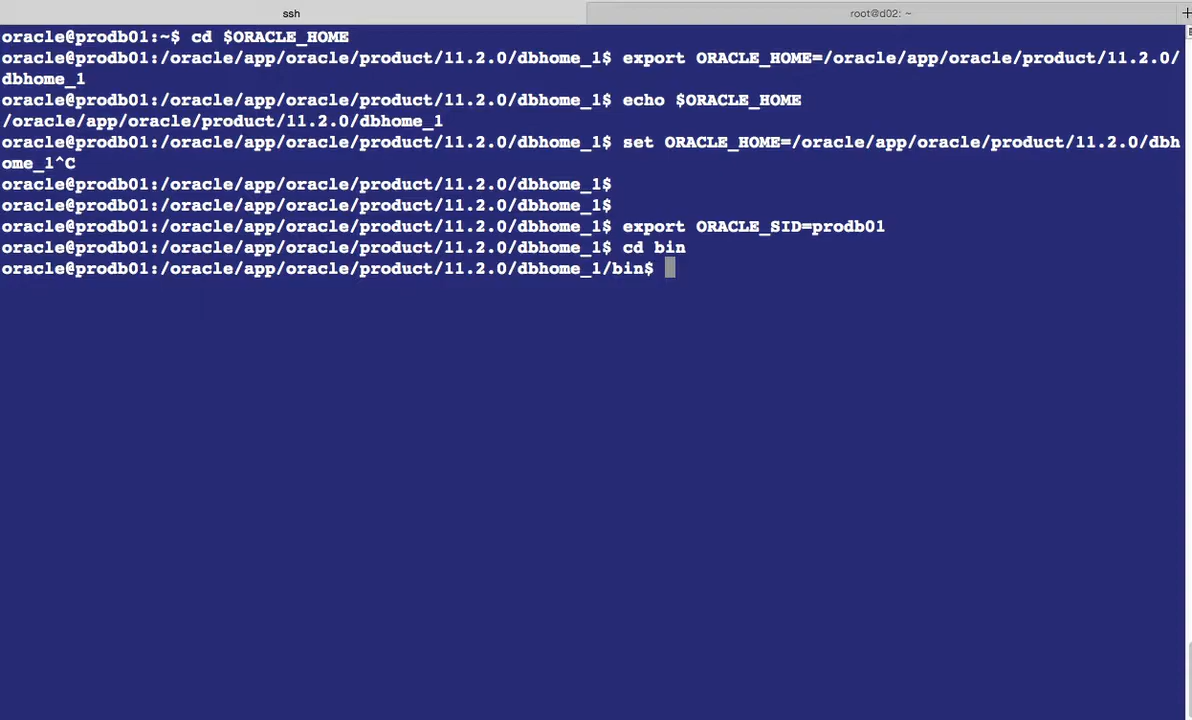 ssh
root@d02: ~
+
oracle@prodb01:~$ cd $ORACLE_HOME
oracle@prodb01:/oracle/app/oracle/product/11.2.0/dbhome_1$ export ORACLE_HOME=/oracle/app/oracle/product/11.2.0/
dbhome_1
oracle@prodb01:/oracle/app/oracle/product/11.2.0/dbhome_1$ echo $ORACLE_HOME
/oracle/app/oracle/product/11.2.0/dbhome_1
oracle@prodb01:/oracle/app/oracle/product/11.2.0/dbhome_1$ set ORACLE_HOME=/oracle/app/oracle/product/11.2.0/dbh
ome_1^C
oracle@prodb01:/oracle/app/oracle/product/11.2.0/dbhome_1$
oracle@prodb01:/oracle/app/oracle/product/11.2.0/dbhome_1$
oracle@prodb01:/oracle/app/oracle/product/11.2.0/dbhome_1$ export ORACLE_SID=prodb01
oracle@prodb01:/oracle/app/oracle/product/11.2.0/dbhome_1$ cd bin
oracle@prodb01:/oracle/app/oracle/product/11.2.0/dbhome_1/bin$